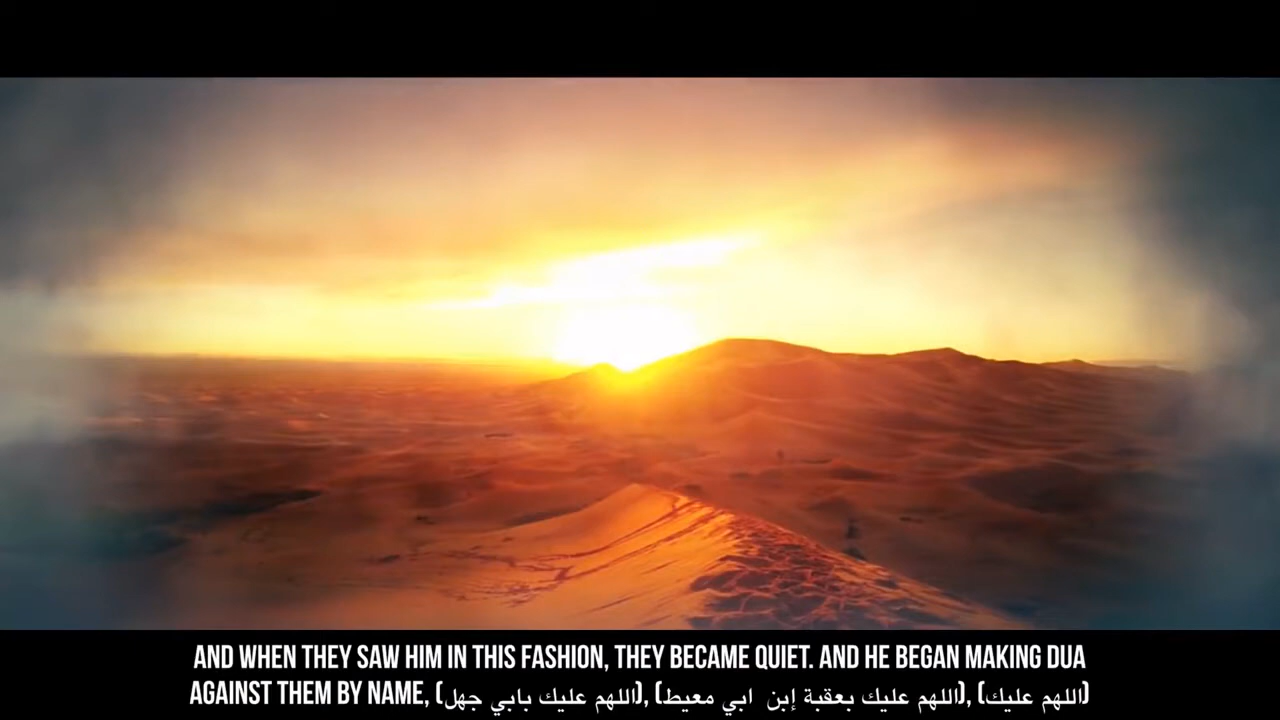 AND WHEN THEY SAW HIM IN THIS FASHION, THEY BECAME QUIET. AND HE BEGAN MAKING DUA
AGAINST THEM BY NAME, (اللهم عليك بابي جهل), (اللهم عليك بعقبة إبن ابي معيط), (اللهم عليك)